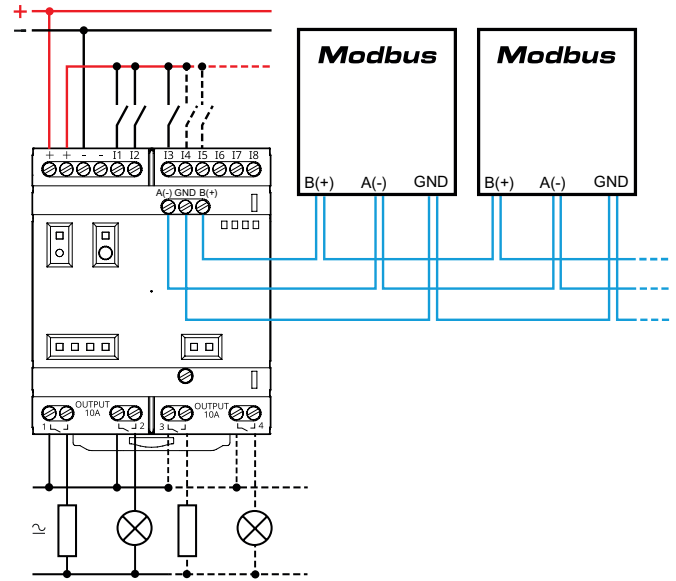 +
-
Modbus Modbus
+ + - - I1 I2 I3 I4 I5 I6 I7 I8
B(+) A(-) GND B(+) A(-) GND
A(-) GND B(+)
OUTPUT 10A OUTPUT 10A
1 2 3 4